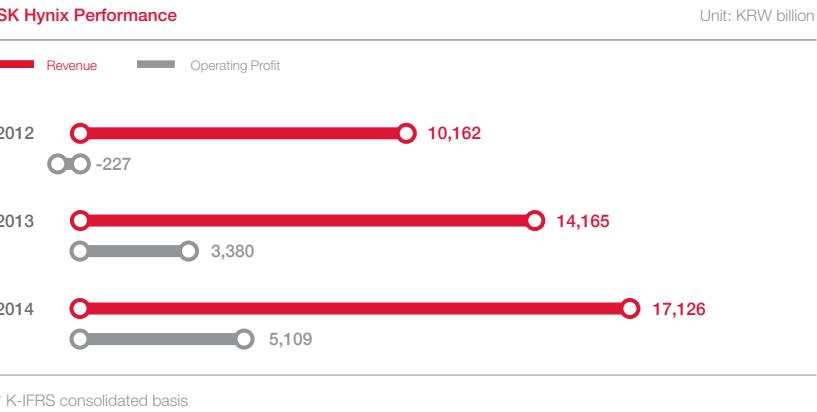 SK Hynix Performance
Unit: KRW billion
Revenue
Operating Profit
2012
10,162
-227
2013
14,165
3,380
2014
17,126
5,109
* K-IFRS consolidated basis